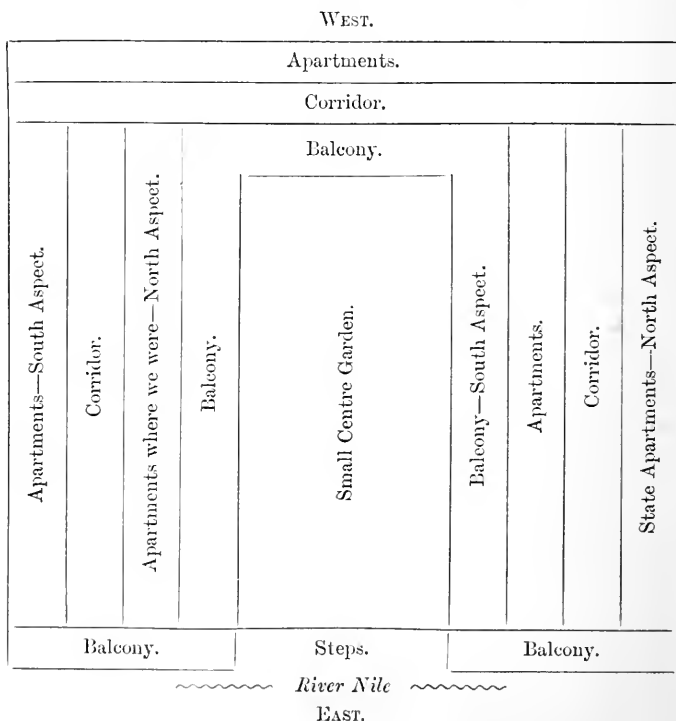 WEST.
Apartments.
Corridor.
Balcony.
Apartments—South Aspect.
Corridor.
Apartments where we were—North Aspect.
Balcony.
Small Centre Garden.
Balcony—South Aspect.
Apartments.
Corridor.
State Apartments—North Aspect.
Balcony.
Steps.
Balcony.
River Nile
EAST.